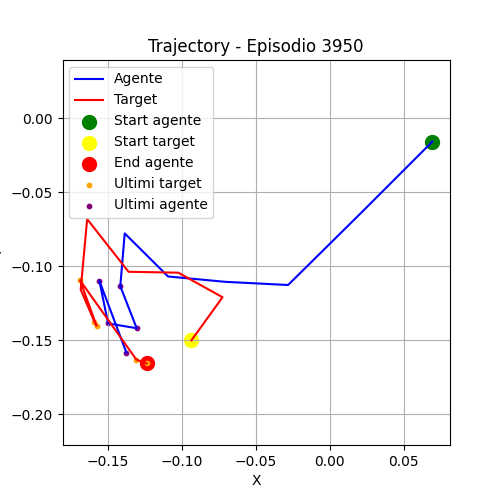 Trajectory - Episodio 3950
Agente
Target
Start agente
Start target
End agente
Ultimi target
Ultimi agente
0.00
−0.05
−0.10
−0.15
−0.20
−0.15
−0.10
−0.05
0.00
0.05
X